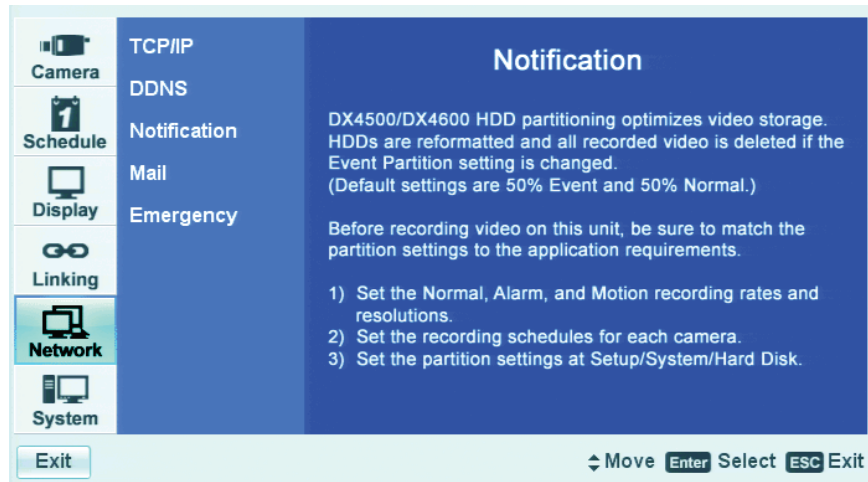 Camera
Schedule
Display
Linking
Network
System
TCP/IP
DDNS
Notification
Mail
Emergency
Notification
DX4500/DX4600 HDD partitioning optimizes video storage.
HDDs are reformatted and all recorded video is deleted if the
Event Partition setting is changed.
(Default settings are 50% Event and 50% Normal.)
Before recording video on this unit, be sure to match the
partition settings to the application requirements.
1) Set the Normal, Alarm, and Motion recording rates and
resolutions.
2) Set the recording schedules for each camera.
3) Set the partition settings at Setup/System/Hard Disk.
Exit
Move Enter Select ESC Exit